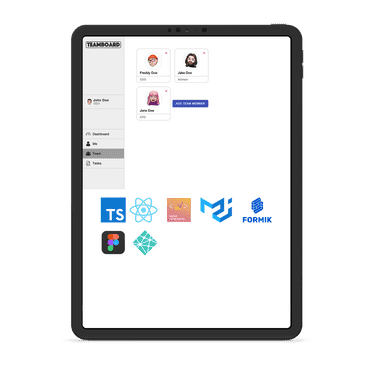 TEAMBOARD
Freddy Doe
Jake Doe
John Doe
Jane Doe
ADD TEAM MEMBER
Dashboard
Me
Team
Tasks
TS
FORMIK